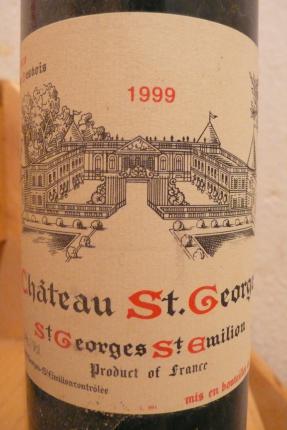 1999
Château St. George
St Georges St Emilion
Product of France
mis en bouteille